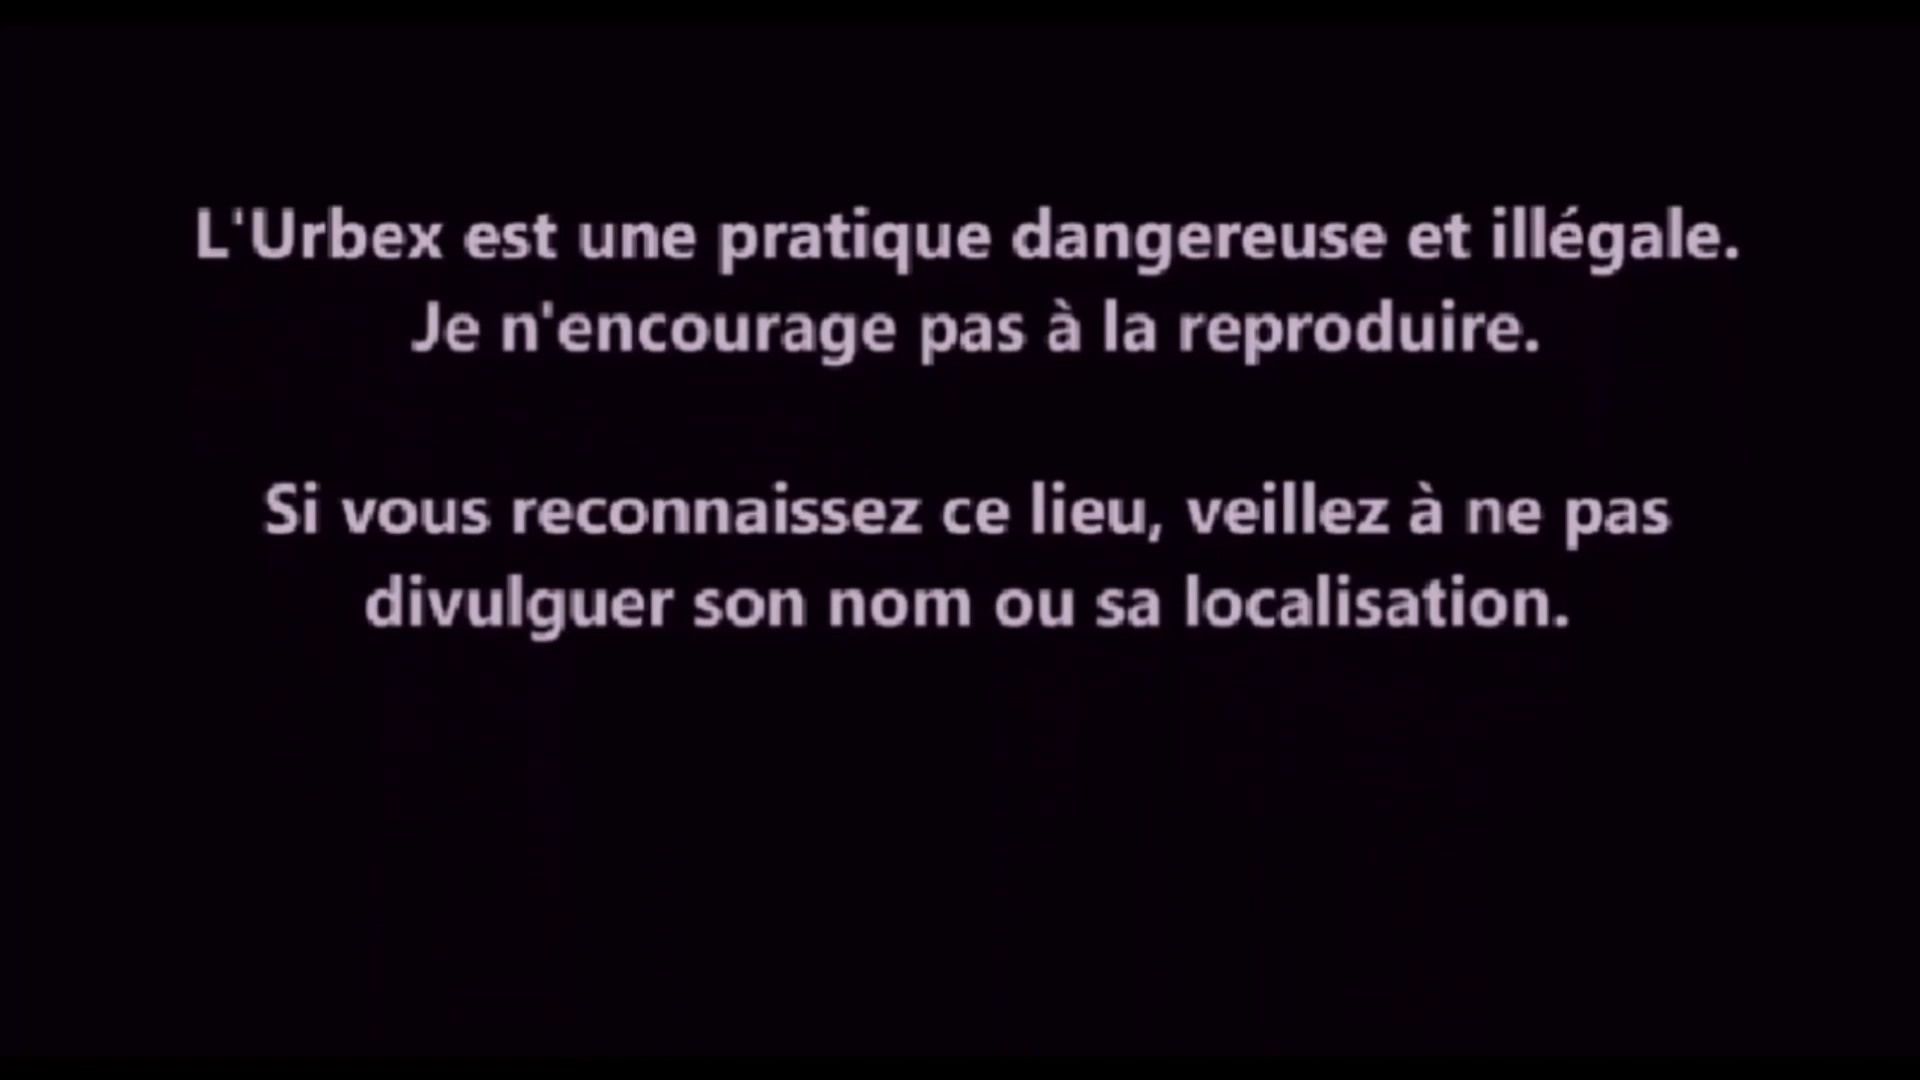 L'Urbex est une pratique dangereuse et illégale.
Je n'encourage pas à la reproduire.
Si vous reconnaissez ce lieu, veillez à ne pas
divulguer son nom ou sa localisation.